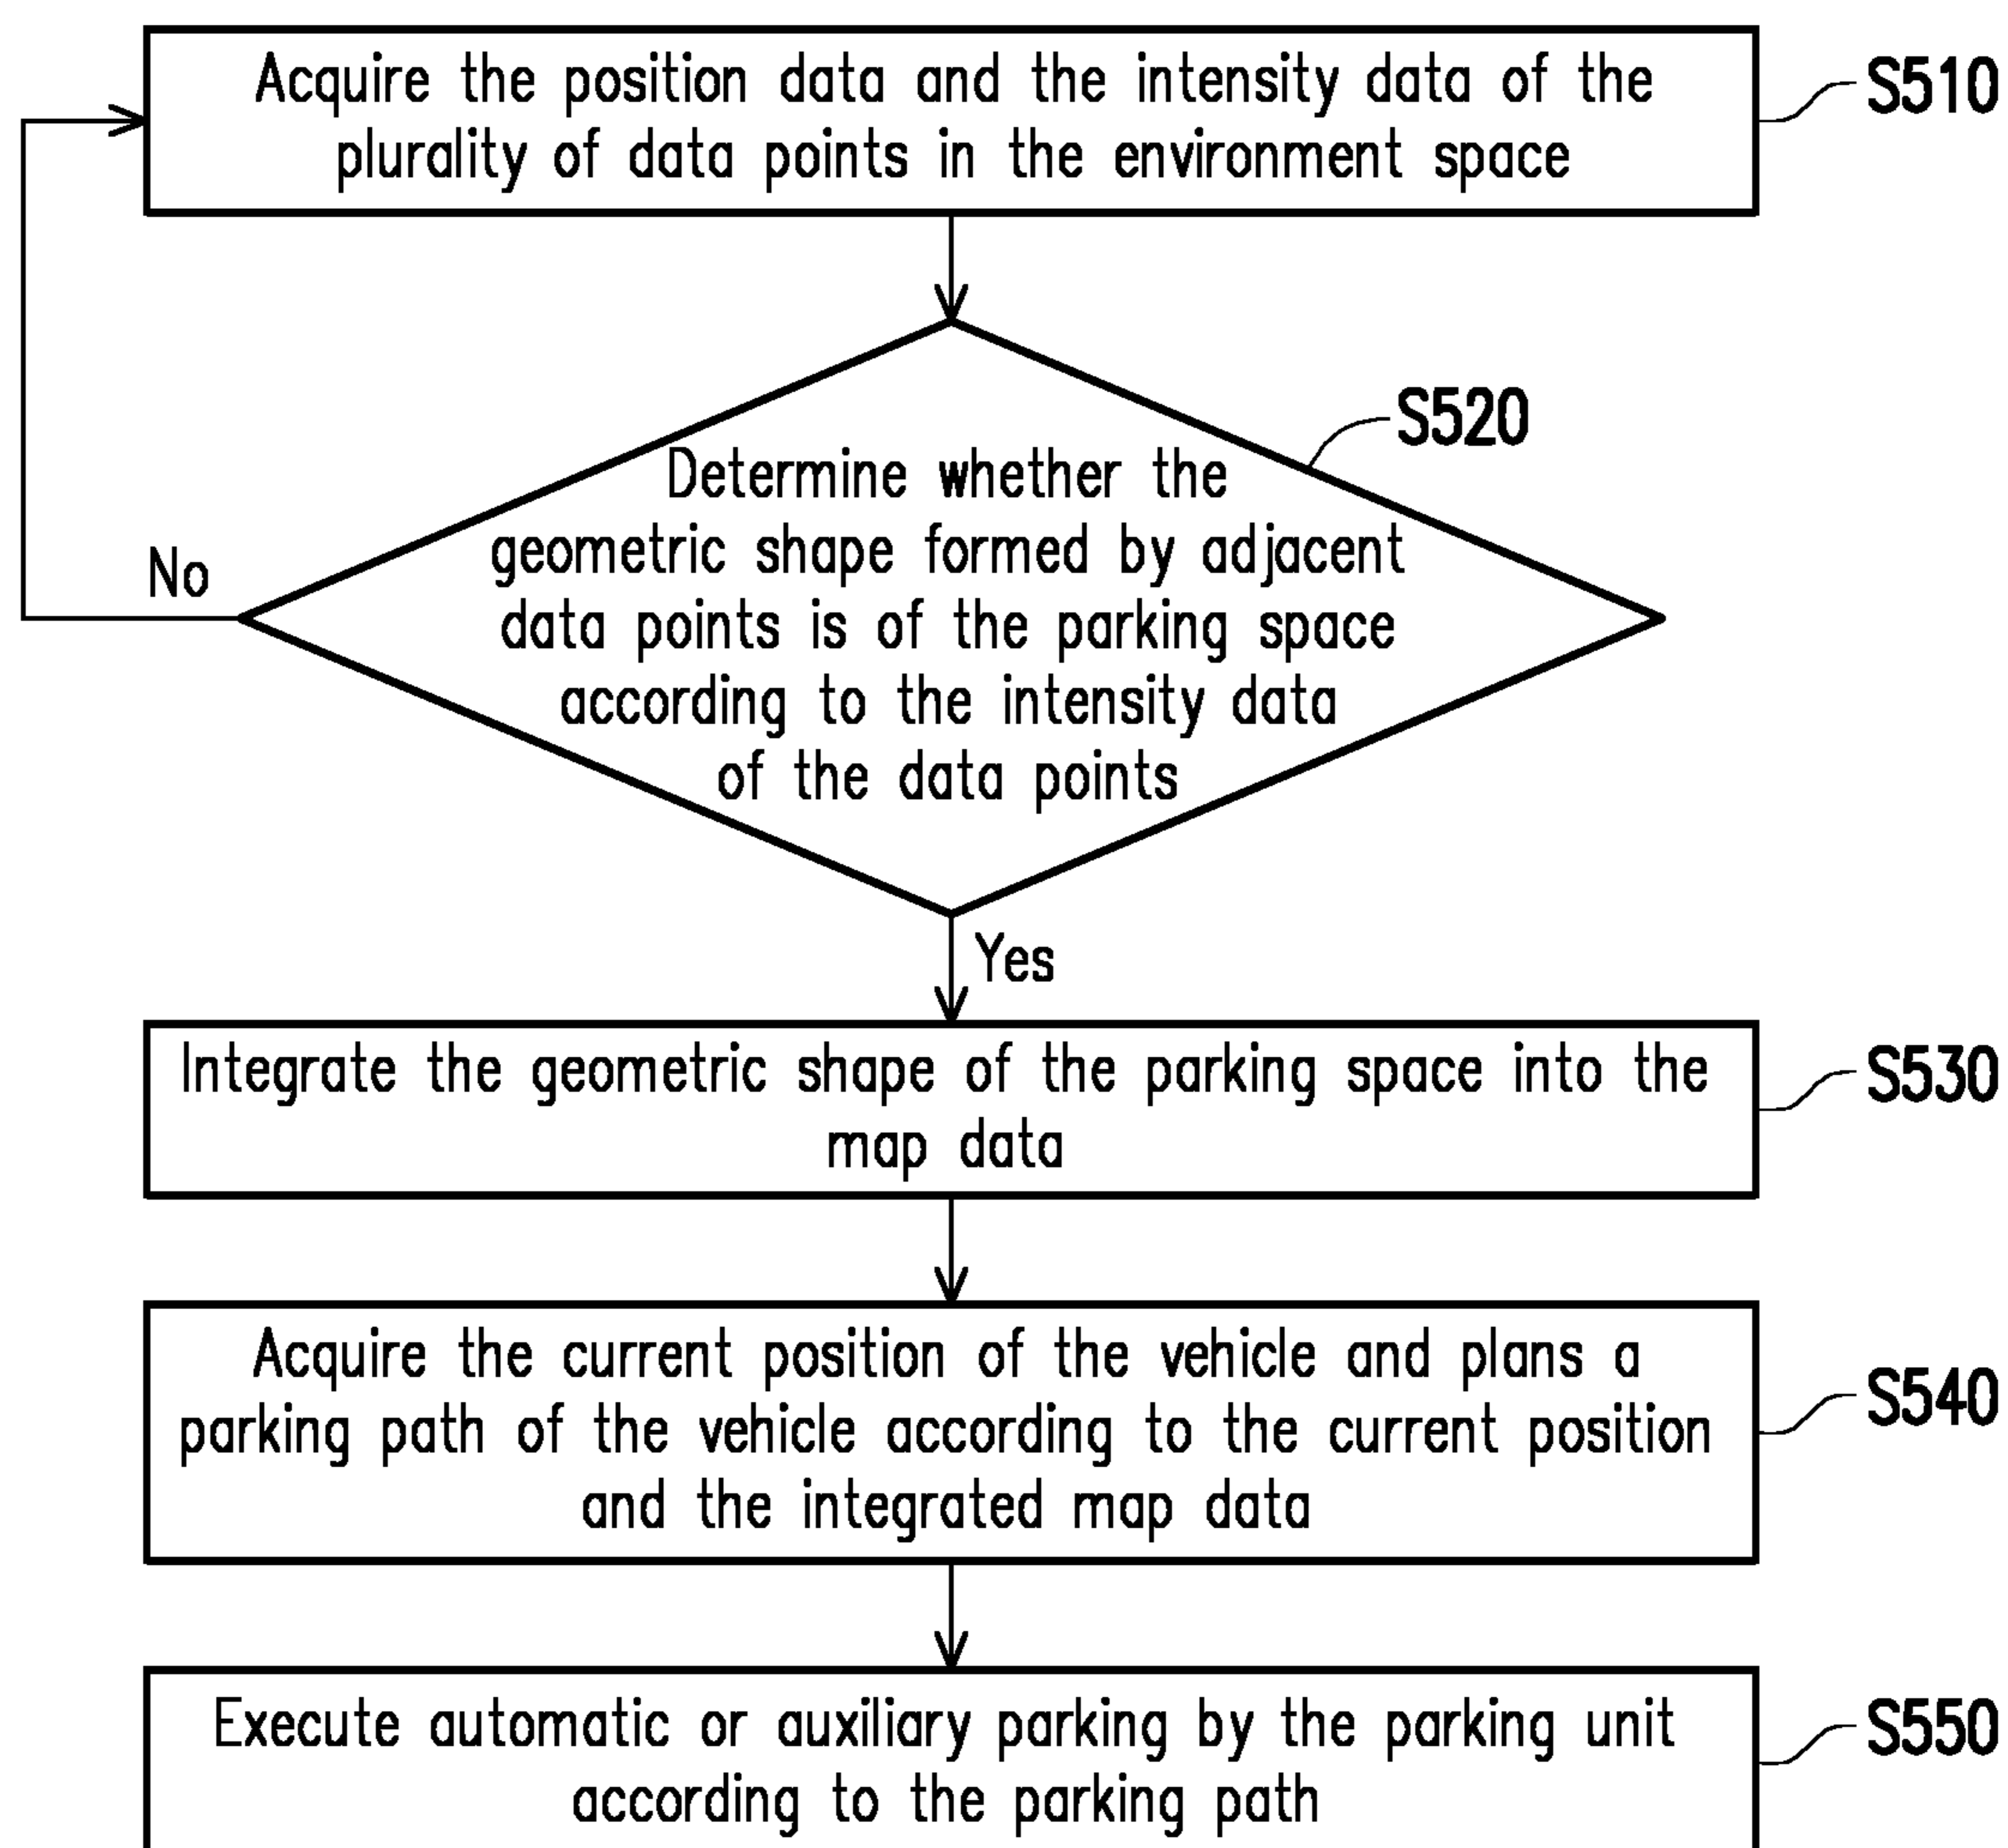 Acquire the position data and the intensity data of the
plurality of data points in the environment space
S510
S520
Determine whether the
geometric shape formed by adjacent
data points is of the parking space
according to the intensity data
of the data points
No
Yes
Integrate the geometric shape of the parking space into the
map data
S530
Acquire the current position of the vehicle and plans a
parking path of the vehicle according to the current position
and the integrated map data
S540
Execute automatic or auxiliary parking by the parking unit
according to the parking path
S550